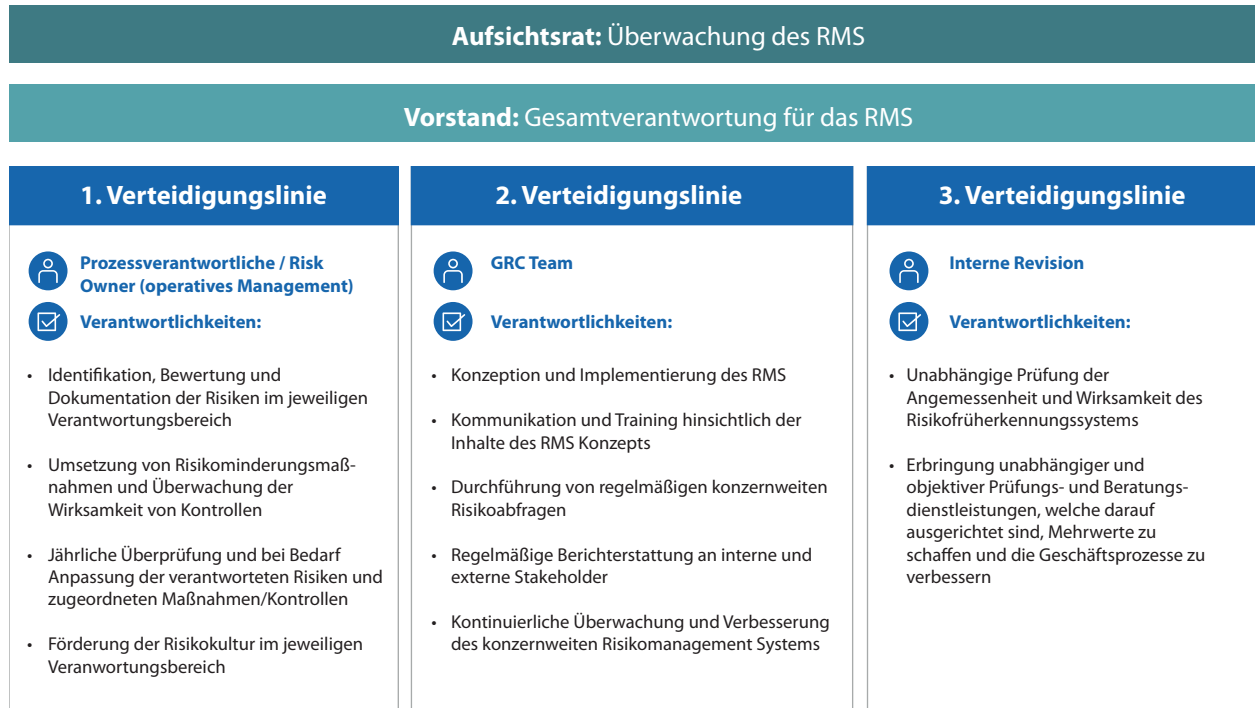 Aufsichtsrat: Überwachung des RMS
Vorstand: Gesamtverantwortung für das RMS
1. Verteidigungslinie
Prozessverantwortliche / Risk
Owner (operatives Management)
Verantwortlichkeiten:
• Identifikation, Bewertung und
Dokumentation der Risiken im jeweiligen
Verantwortungsbereich
• Umsetzung von Risikominderungsmaß-
nahmen und Überwachung der
Wirksamkeit von Kontrollen
• Jährliche Überprüfung und bei Bedarf
Anpassung der verantworteten Risiken und
zugeordneten Maßnahmen/Kontrollen
• Förderung der Risikokultur im jeweiligen
Veranwortungsbereich
2. Verteidigungslinie
GRC Team
Verantwortlichkeiten:
• Konzeption und Implementierung des RMS
• Kommunikation und Training hinsichtlich der
Inhalte des RMS Konzepts
• Durchführung von regelmäßigen konzernweiten
Risikoabfragen
• Regelmäßige Berichterstattung an interne und
externe Stakeholder
• Kontinuierliche Überwachung und Verbesserung
des konzernweiten Risikomanagement Systems
3. Verteidigungslinie
Interne Revision
Verantwortlichkeiten:
• Unabhängige Prüfung der
Angemessenheit und Wirksamkeit des
Risikofrüherkennungssystems
• Erbringung unabhängiger und
objektiver Prüfungs- und Beratungs-
dienstleistungen, welche darauf
ausgerichtet sind, Mehrwerte zu
schaffen und die Geschäftsprozesse zu
verbessern